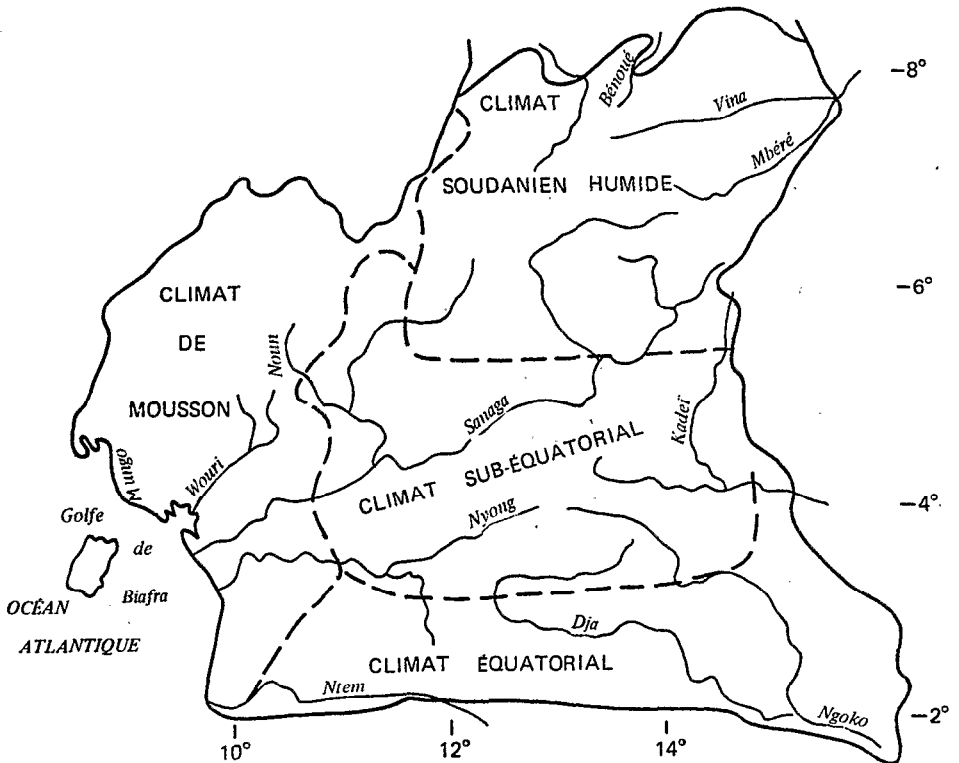 CLIMAT
Bénoué
−8°
Vina
Mbéré
SOUDANIEN HUMIDE
CLIMAT
DE
MOUSSON
−6°
Noun
Sanaga
Kadeï
Mungo
Wouri
CLIMAT SUB-ÉQUATORIAL
−4°
Nyong
Golfe
de
Biafra
OCÉAN
ATLANTIQUE
Dja
CLIMAT ÉQUATORIAL
Ntem
Ngoko
−2°
10°
12°
14°